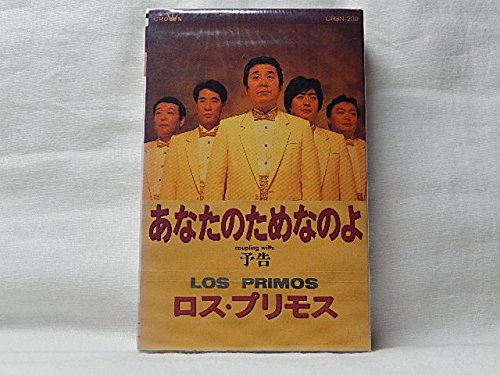 CROWN
CRSN-230
あなたのためなのよ
coupling with:
予告
LOS PRIMOS
ロス・プリモス